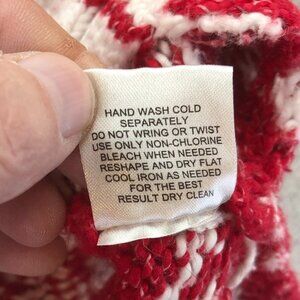 HAND WASH COLD
SEPARATELY
DO NOT WRING OR TWIST
USE ONLY NON-CHLORINE
BLEACH WHEN NEEDED
RESHAPE AND DRY FLAT
COOL IRON AS NEEDED
FOR THE BEST
RESULT DRY CLEAN